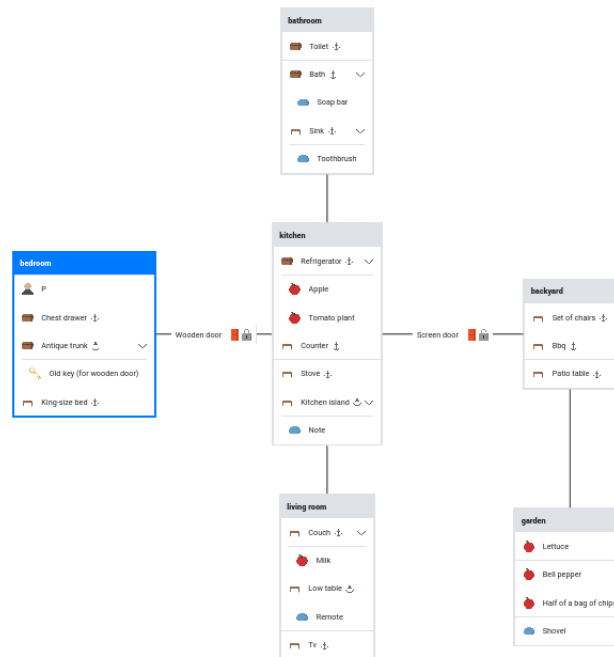 bathroom
Toilet
Bath
Soap bar
Sink
Toothbrush
kitchen
Refrigerator
Apple
Tomato plant
Counter
Stove
Kitchen island
Note
bedroom
P
Chest drawer
Antique trunk
Old key (for wooden door)
King-size bed
Wooden door
Screen door
backyard
Set of chairs
Bbq
Patio table
living room
Couch
Milk
Low table
Remote
Tv
garden
Lettuce
Bell pepper
Half of a bag of chips
Shovel